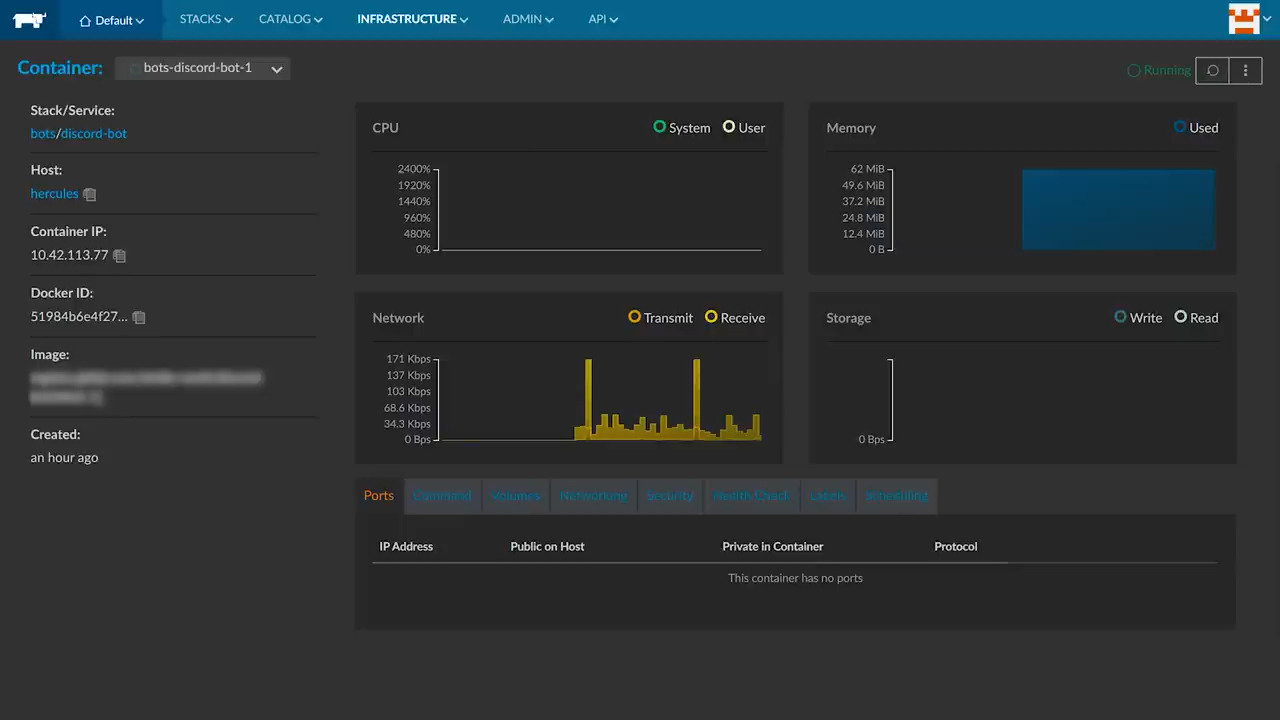 Default
STACKS
CATALOG
INFRASTRUCTURE
ADMIN
API
Container:
bots-discord-bot-1
Running
Stack/Service:
bots/discord-bot
Host:
hercules
Container IP:
10.42.113.77
Docker ID:
51984b6e4f27...
Image:
Created:
an hour ago
CPU
System
User
2400%
1920%
1440%
960%
480%
0%
Memory
Used
62 MiB
49.6 MiB
37.2 MiB
24.8 MiB
12.4 MiB
0 B
Network
Transmit
Receive
171 Kbps
137 Kbps
103 Kbps
68.6 Kbps
34.3 Kbps
0 Bps
Storage
Write
Read
0 Bps
Ports
Command
Volumes
Networking
Security
Health Check
Labels
Scheduling
IP Address
Public on Host
Private in Container
Protocol
This container has no ports